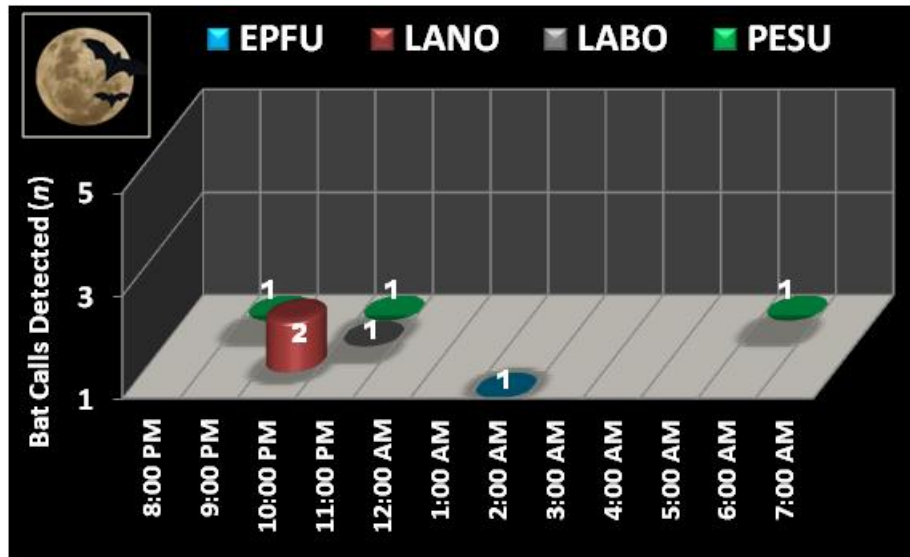 EPFU LANO LABO PESU
Bat Calls Detected (n)
5
3
1
1 1 1
2 1
1
8:00 PM
9:00 PM
10:00 PM
11:00 PM
12:00 AM
1:00 AM
2:00 AM
3:00 AM
4:00 AM
5:00 AM
6:00 AM
7:00 AM